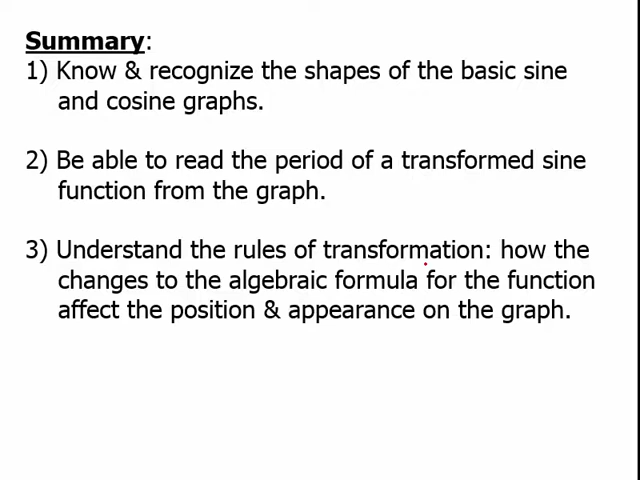 Summary:
1) Know & recognize the shapes of the basic sine
and cosine graphs.
2) Be able to read the period of a transformed sine
function from the graph.
3) Understand the rules of transformation: how the
changes to the algebraic formula for the function
affect the position & appearance on the graph.